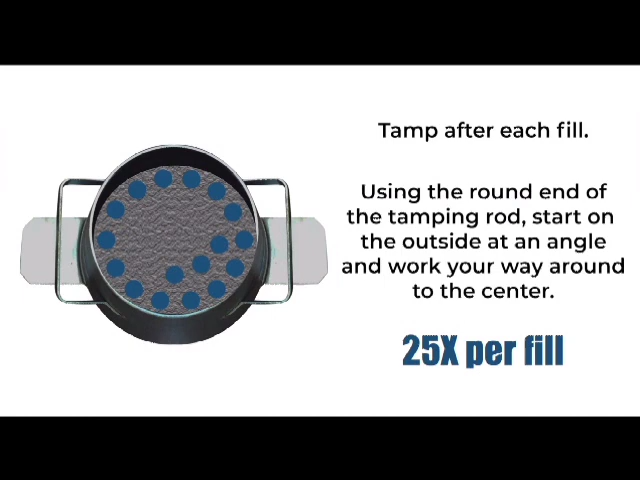 Tamp after each fill.
Using the round end of
the tamping rod, start on
the outside at an angle
and work your way around
to the center.
25X per fill